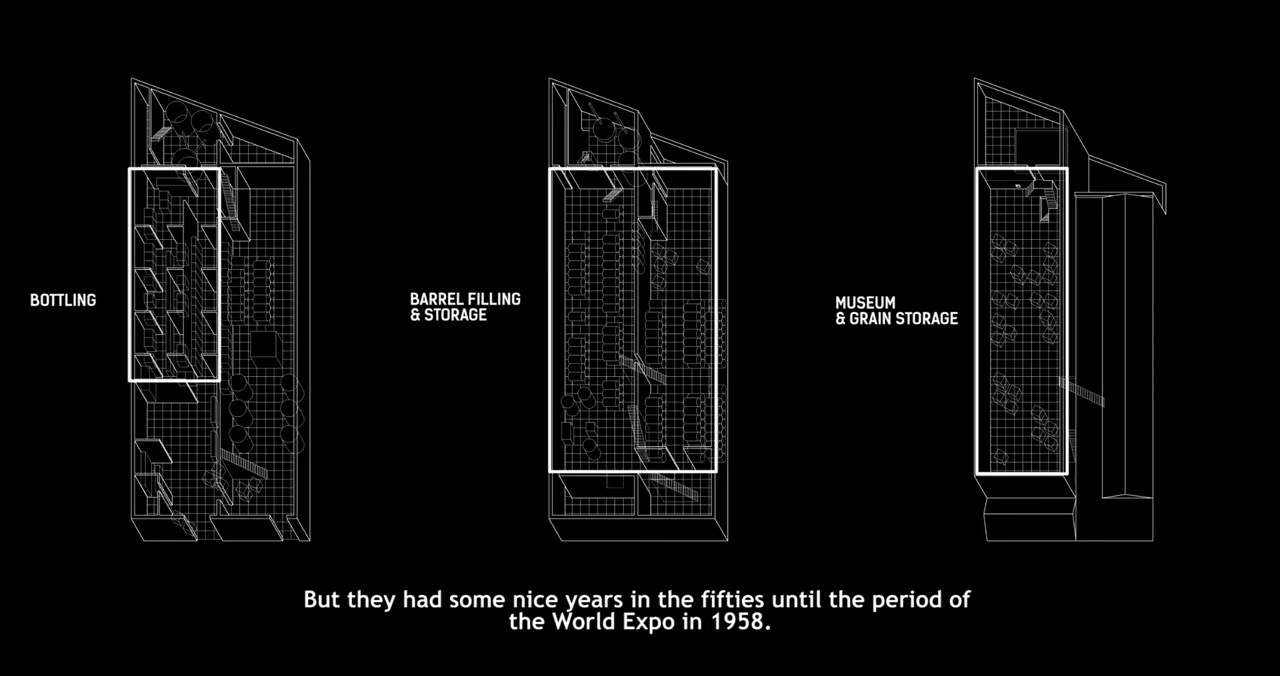 BOTTLING
BARREL FILLING
& STORAGE
MUSEUM
& GRAIN STORAGE
But they had some nice years in the fifties until the period of
the World Expo in 1958.